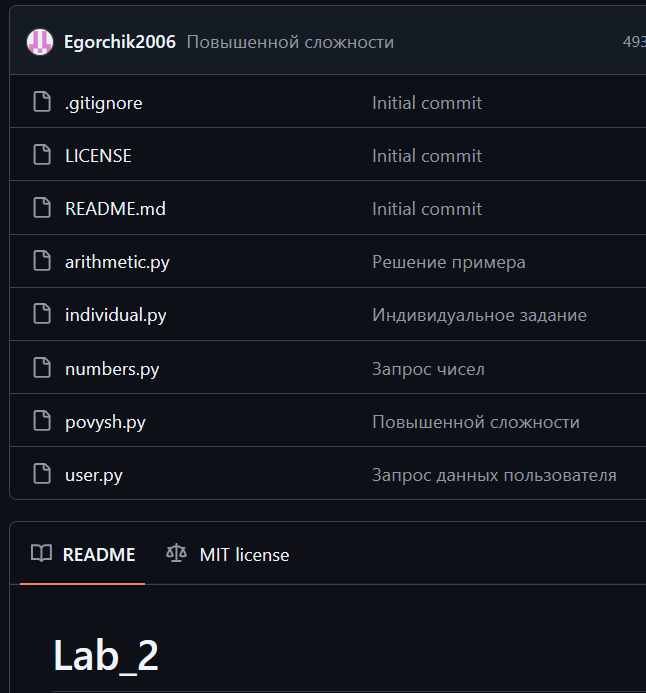 Egorchik2006 Повышенной сложности 493
.gitignore Initial commit
LICENSE Initial commit
README.md Initial commit
arithmetic.py Решение примера
individual.py Индивидуальное задание
numbers.py Запрос чисел
povysh.py Повышенной сложности
user.py Запрос данных пользователя
README MIT license
Lab_2